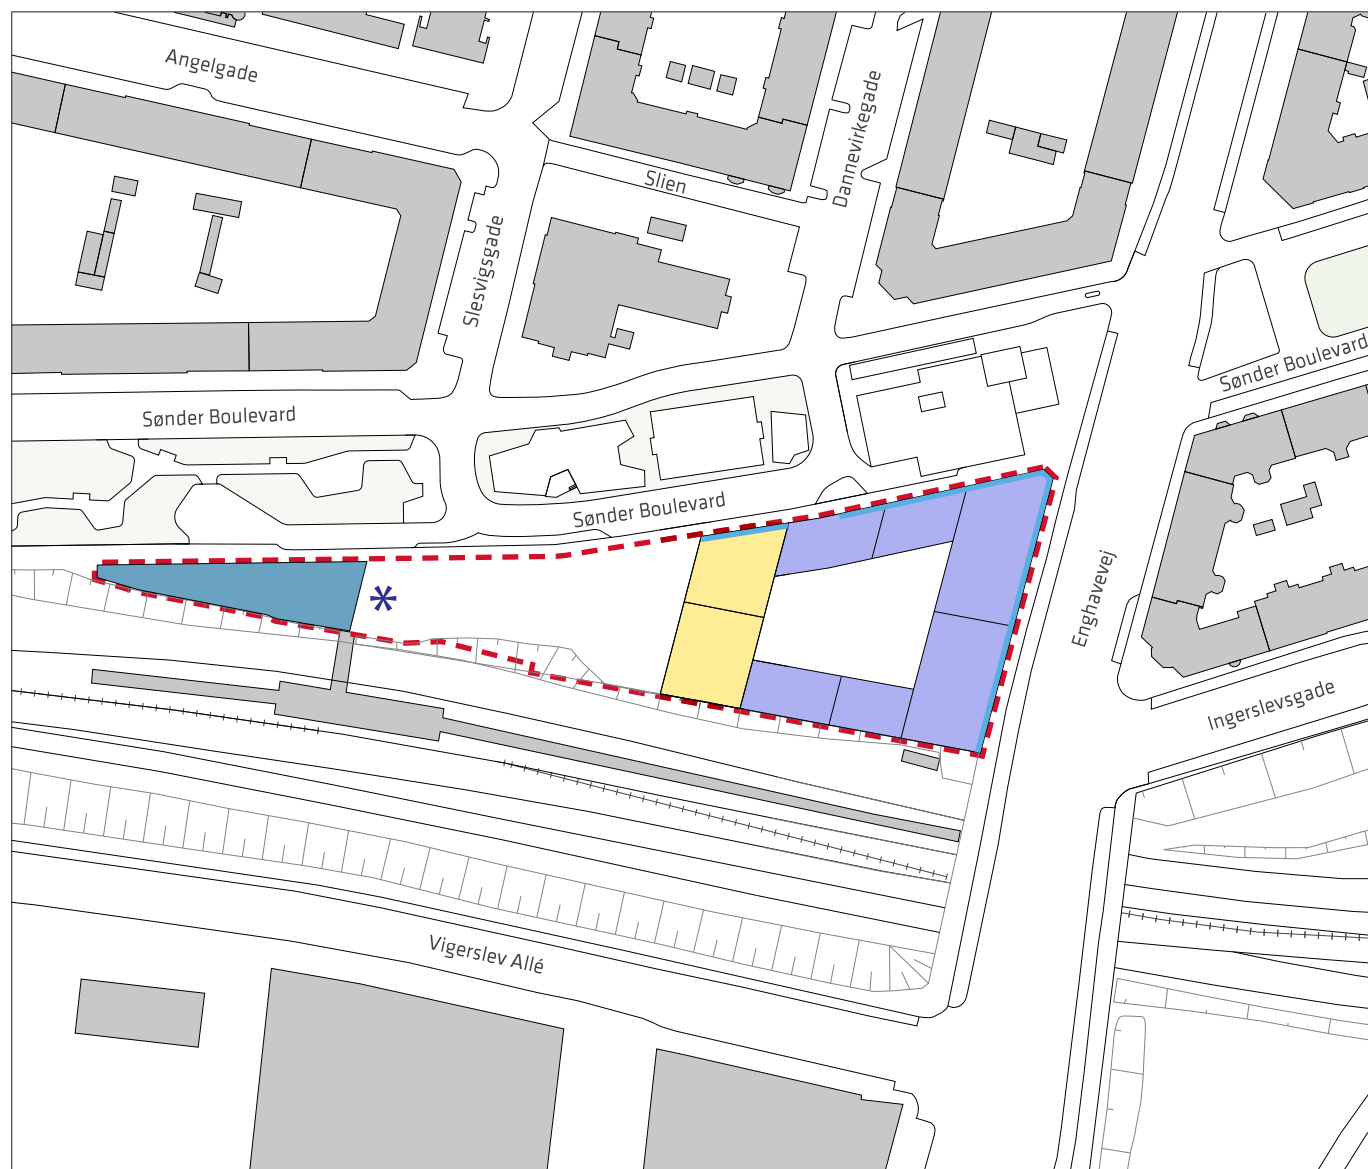 Angelgade
Dannevirkegade
Slien
Slesvigsgade
Sønder Boulevard
Sønder Boulevard
Sønder Boulevard
Enghavevej
Ingerslevsgade
Vigerslev Allé